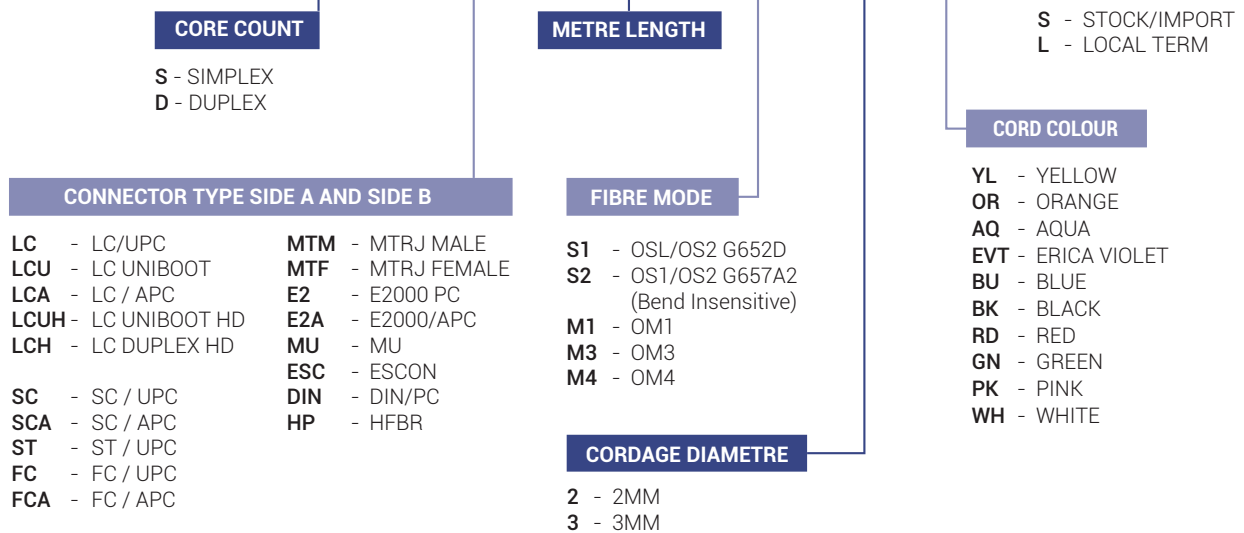 CORE COUNT
S - SIMPLEX
D - DUPLEX
METRE LENGTH
S - STOCK/IMPORT
L - LOCAL TERM
CONNECTOR TYPE SIDE A AND SIDE B
LC - LC/UPC
LCU - LC UNIBOOT
LCA - LC / APC
LCUH - LC UNIBOOT HD
LCH - LC DUPLEX HD
SC - SC / UPC
SCA - SC / APC
ST - ST / UPC
FC - FC / UPC
FCA - FC / APC
MTM - MTRJ MALE
MTF - MTRJ FEMALE
E2 - E2000 PC
E2A - E2000/APC
MU - MU
ESC - ESCON
DIN - DIN/PC
HP - HFBR
FIBRE MODE
S1 - OSL/OS2 G652D
S2 - OS1/OS2 G657A2
(Bend Insensitive)
M1 - OM1
M3 - OM3
M4 - OM4
CORDAGE DIAMETRE
2 - 2MM
3 - 3MM
CORD COLOUR
YL - YELLOW
OR - ORANGE
AQ - AQUA
EVT - ERICA VIOLET
BU - BLUE
BK - BLACK
RD - RED
GN - GREEN
PK - PINK
WH - WHITE